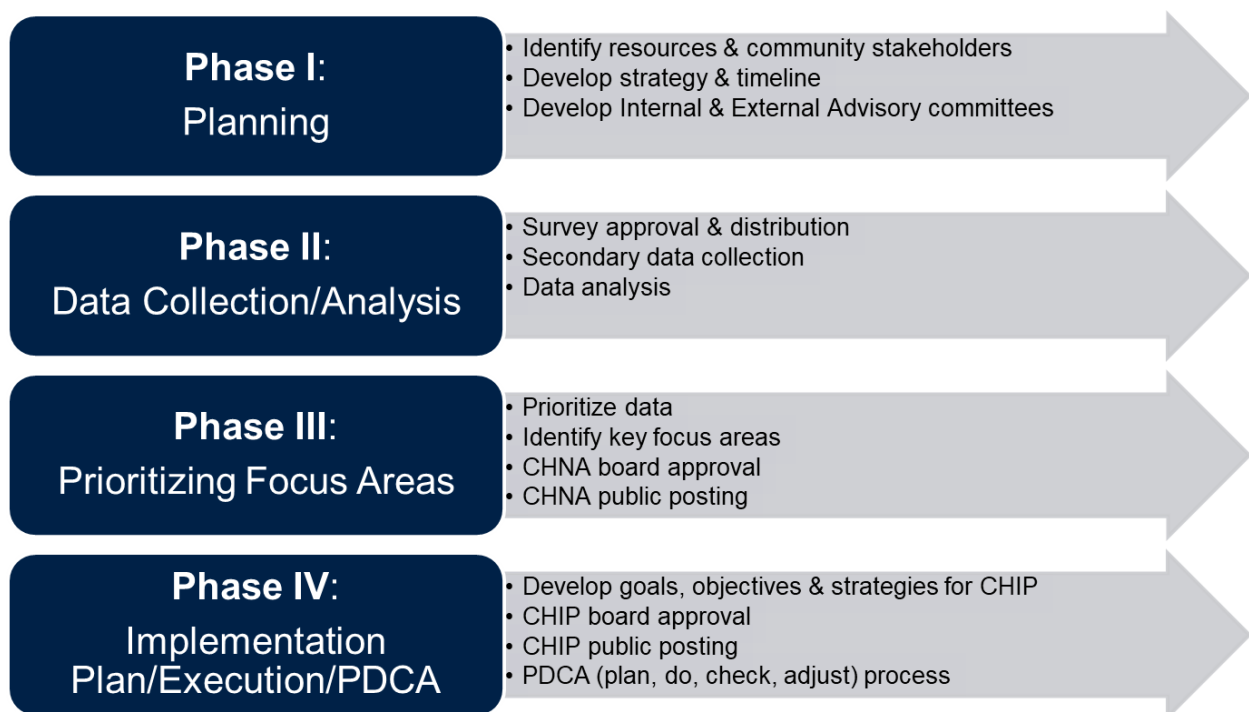 Phase I:
Planning
• Identify resources & community stakeholders
• Develop strategy & timeline
• Develop Internal & External Advisory committees
Phase II:
Data Collection/Analysis
• Survey approval & distribution
• Secondary data collection
• Data analysis
Phase III:
Prioritizing Focus Areas
• Prioritize data
• Identify key focus areas
• CHNA board approval
• CHNA public posting
Phase IV:
Implementation
Plan/Execution/PDCA
• Develop goals, objectives & strategies for CHIP
• CHIP board approval
• CHIP public posting
• PDCA (plan, do, check, adjust) process